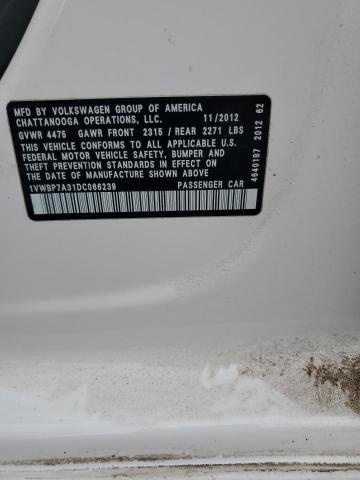 MFD BY VOLKSWAGEN GROUP OF AMERICA
CHATTANOOGA OPERATIONS, LLC. 11/2012
GVWR 4475 GAWR FRONT 2315 / REAR 2271 LBS
THIS VEHICLE CONFORMS TO ALL APPLICABLE U.S.
FEDERAL MOTOR VEHICLE SAFETY, BUMPER AND
THEFT PREVENTION STANDARDS IN EFFECT ON THE
DATE OF MANUFACTURE SHOWN ABOVE.
1VWBP7A31DC066239 PASSENGER CAR
4640187 2012 62